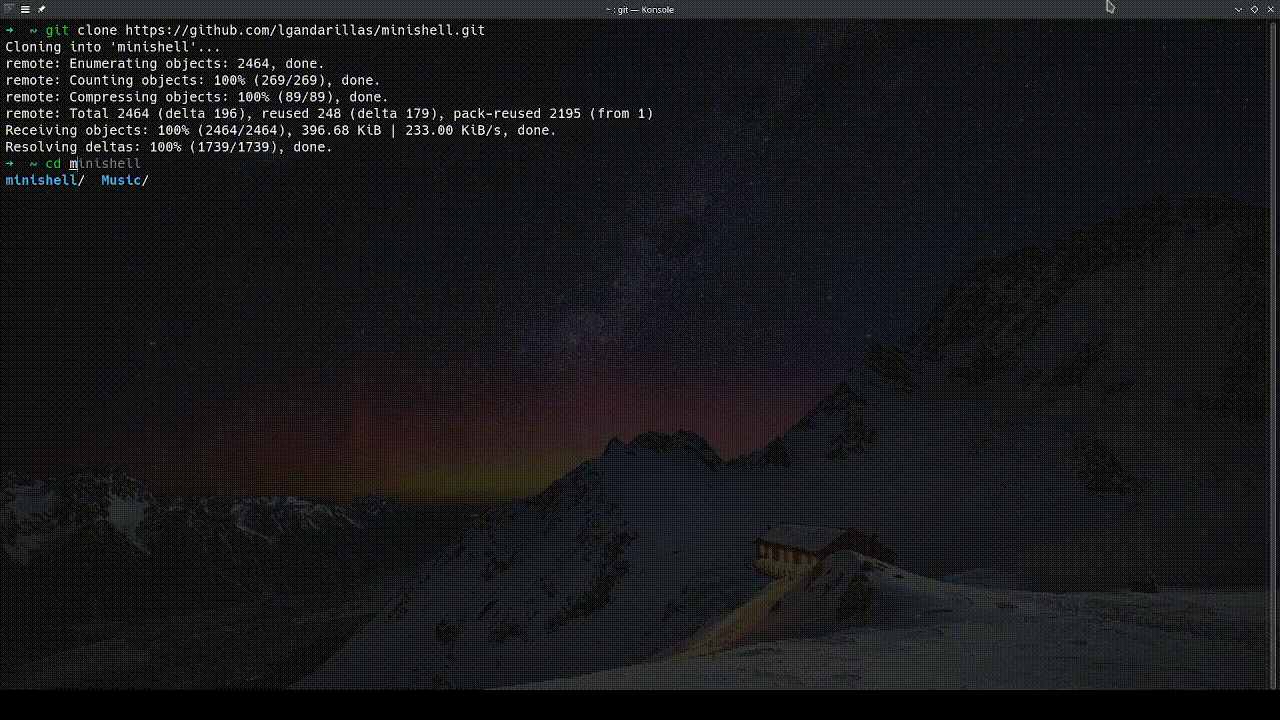 ~ : git — Konsole
➜  ~ git clone https://github.com/lgandarillas/minishell.git
Cloning into 'minishell'...
remote: Enumerating objects: 2464, done.
remote: Counting objects: 100% (269/269), done.
remote: Compressing objects: 100% (89/89), done.
remote: Total 2464 (delta 196), reused 248 (delta 179), pack-reused 2195 (from 1)
Receiving objects: 100% (2464/2464), 396.68 KiB | 233.00 KiB/s, done.
Resolving deltas: 100% (1739/1739), done.
➜  ~ cd minishell
minishell/  Music/